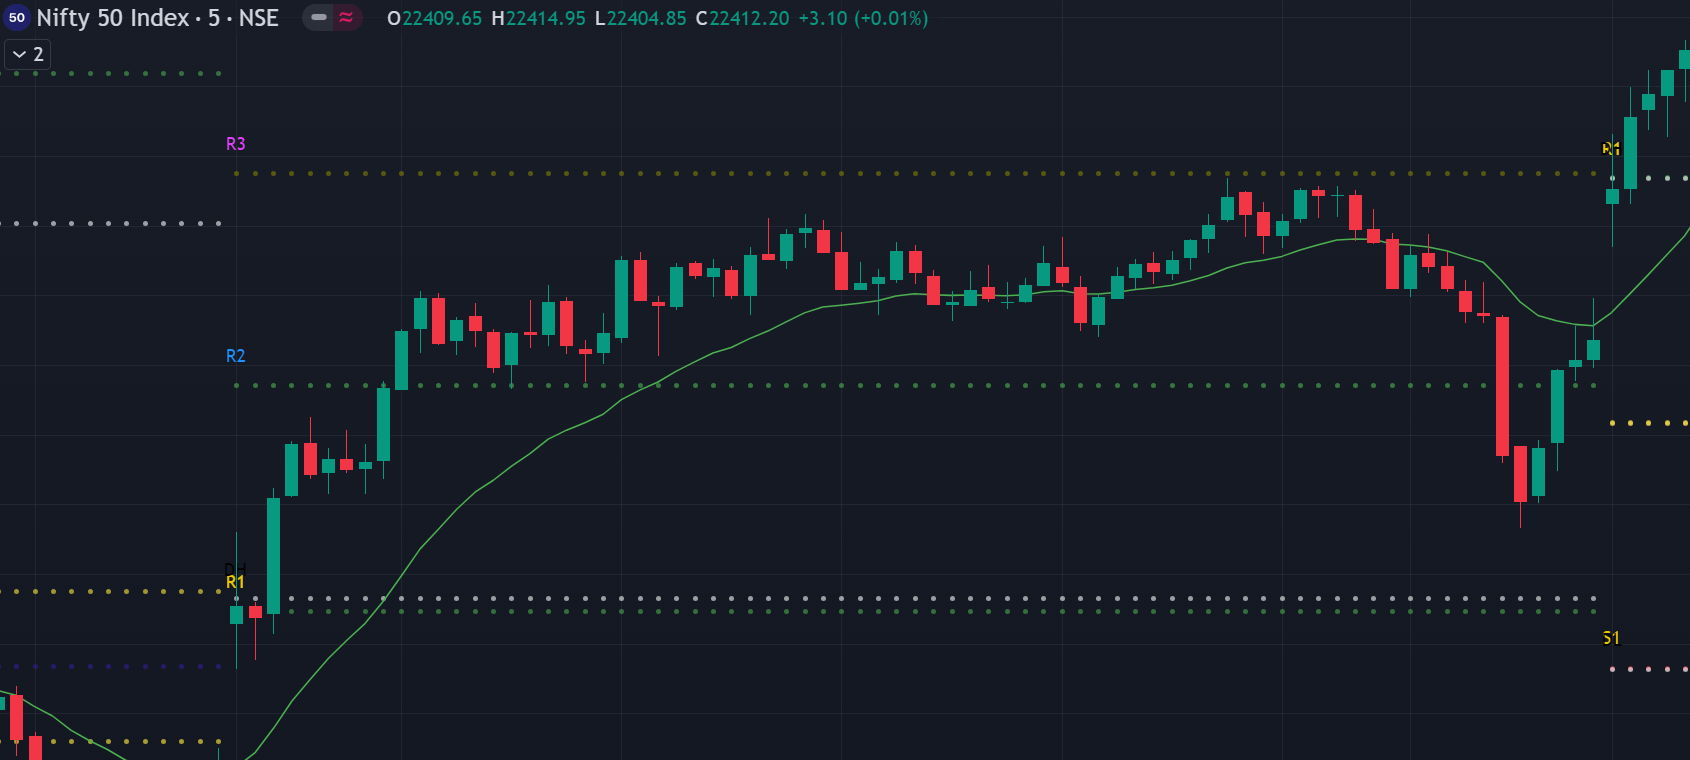 50 Nifty 50 Index · 5 · NSE O22409.65 H22414.95 L22404.85 C22412.20 +3.10 (+0.01%)
2
R3
R1
R2
R1
S1